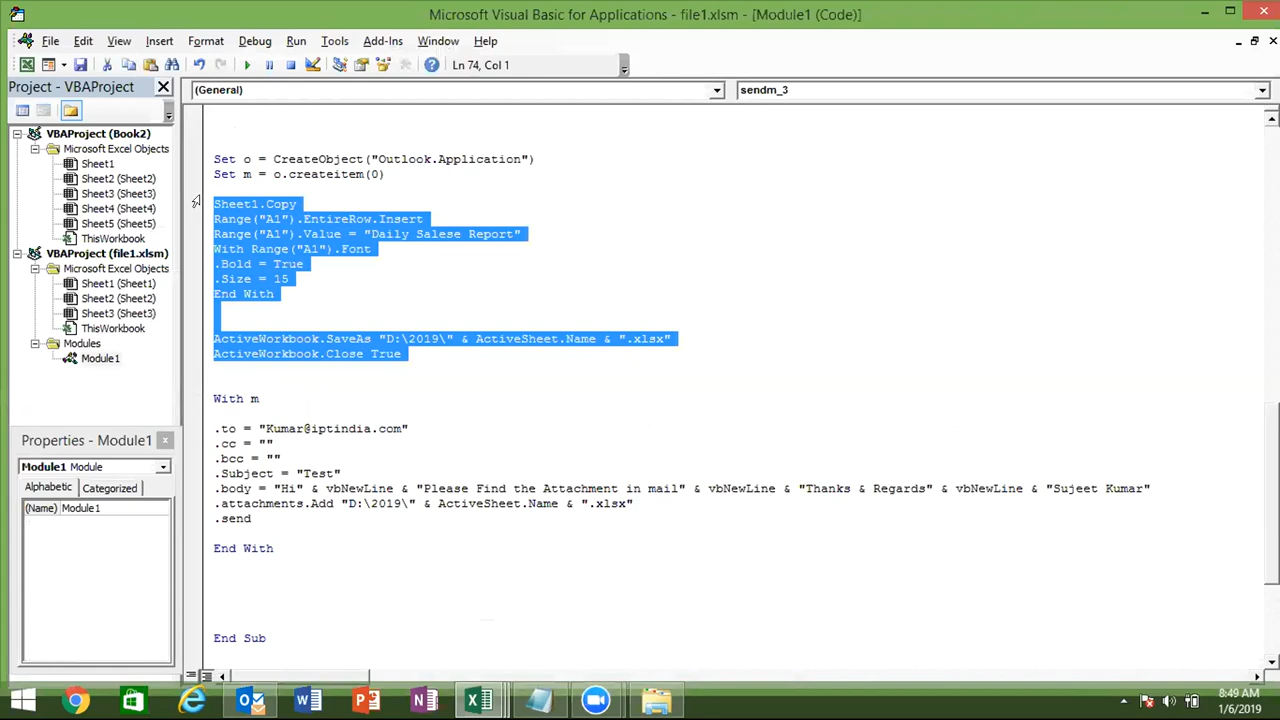 Microsoft Visual Basic for Applications - file1.xlsm - [Module1 (Code)]
File Edit View Insert Format Debug Run Tools Add-Ins Window Help
Ln 74, Col 1
Project - VBAProject
(General)
sendm_3
VBAProject (Book2)
Microsoft Excel Objects
Sheet1
Sheet2 (Sheet2)
Sheet3 (Sheet3)
Sheet4 (Sheet4)
Sheet5 (Sheet5)
ThisWorkbook
VBAProject (file1.xlsm)
Microsoft Excel Objects
Sheet1 (Sheet1)
Sheet2 (Sheet2)
Sheet3 (Sheet3)
ThisWorkbook
Modules
Module1
Properties - Module1
Module1 Module
Alphabetic Categorized
(Name) Module1
Set o = CreateObject("Outlook.Application")
Set m = o.createitem(0)
Sheet1.Copy
Range("A1").EntireRow.Insert
Range("A1").Value = "Daily Salese Report"
With Range("A1").Font
.Bold = True
.Size = 15
End With
ActiveWorkbook.SaveAs "D:\2019\" & ActiveSheet.Name & ".xlsx"
ActiveWorkbook.Close True
With m
.to = "Kumar@iptindia.com"
.cc = ""
.bcc = ""
.Subject = "Test"
.body = "Hi" & vbNewLine & "Please Find the Attachment in mail" & vbNewLine & "Thanks & Regards" & vbNewLine & "Sujeet Kumar"
.attachments.Add "D:\2019\" & ActiveSheet.Name & ".xlsx"
.send
End With
End Sub
8:49 AM
1/6/2019